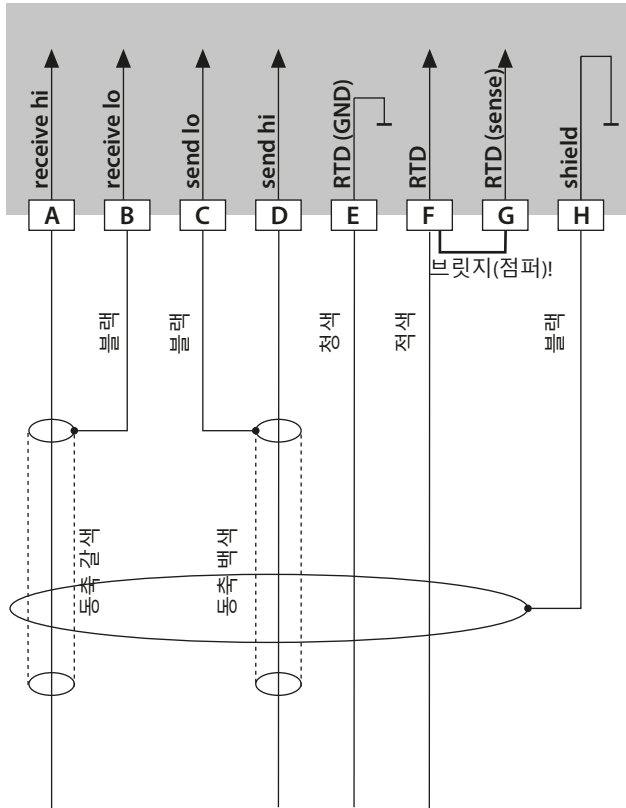 receive hi
receive lo
send lo
send hi
RTD (GND)
RTD
RTD (sense)
shield
A
B
C
D
E
F
G
H
브릿지(점퍼)!
블랙
블랙
청색
적색
블랙
동축 갈색
동축 백색